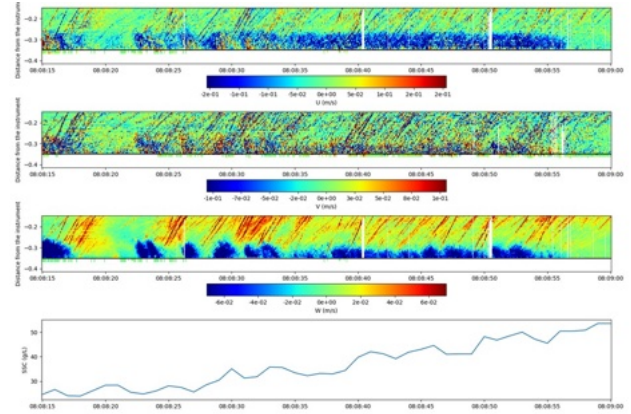 Distance from the instrument
−0.2
−0.3
−0.4
08:08:15 08:08:20 08:08:25 08:08:30 08:08:35 08:08:40 08:08:45 08:08:50 08:08:55 08:09:00
-2e-01 -1e-01 -1e-01 -5e-02 0e+00 5e-02 1e-01 2e-01 2e-01
U (m/s)
Distance from the instrument
−0.2
−0.3
−0.4
08:08:15 08:08:20 08:08:25 08:08:30 08:08:35 08:08:40 08:08:45 08:08:50 08:08:55 08:09:00
-1e-01 -8e-02 -5e-02 -2e-02 0e+00 2e-02 5e-02 8e-02 1e-01
V (m/s)
Distance from the instrument
−0.2
−0.3
−0.4
08:08:15 08:08:20 08:08:25 08:08:30 08:08:35 08:08:40 08:08:45 08:08:50 08:08:55 08:09:00
-6e-02 -4e-02 -2e-02 0e+00 2e-02 4e-02 6e-02
W (m/s)
SSC (g/L)
50
40
30
08:08:15 08:08:20 08:08:25 08:08:30 08:08:35 08:08:40 08:08:45 08:08:50 08:08:55 08:09:00